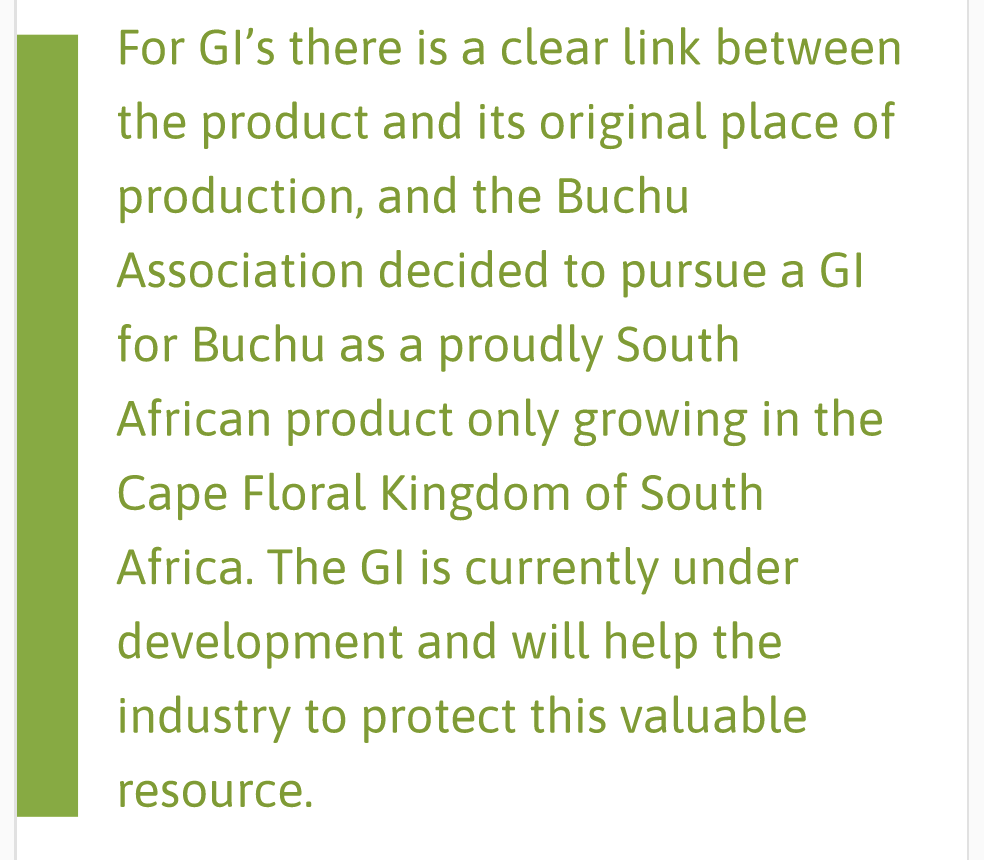 For GI’s there is a clear link between
the product and its original place of
production, and the Buchu
Association decided to pursue a GI
for Buchu as a proudly South
African product only growing in the
Cape Floral Kingdom of South
Africa. The GI is currently under
development and will help the
industry to protect this valuable
resource.